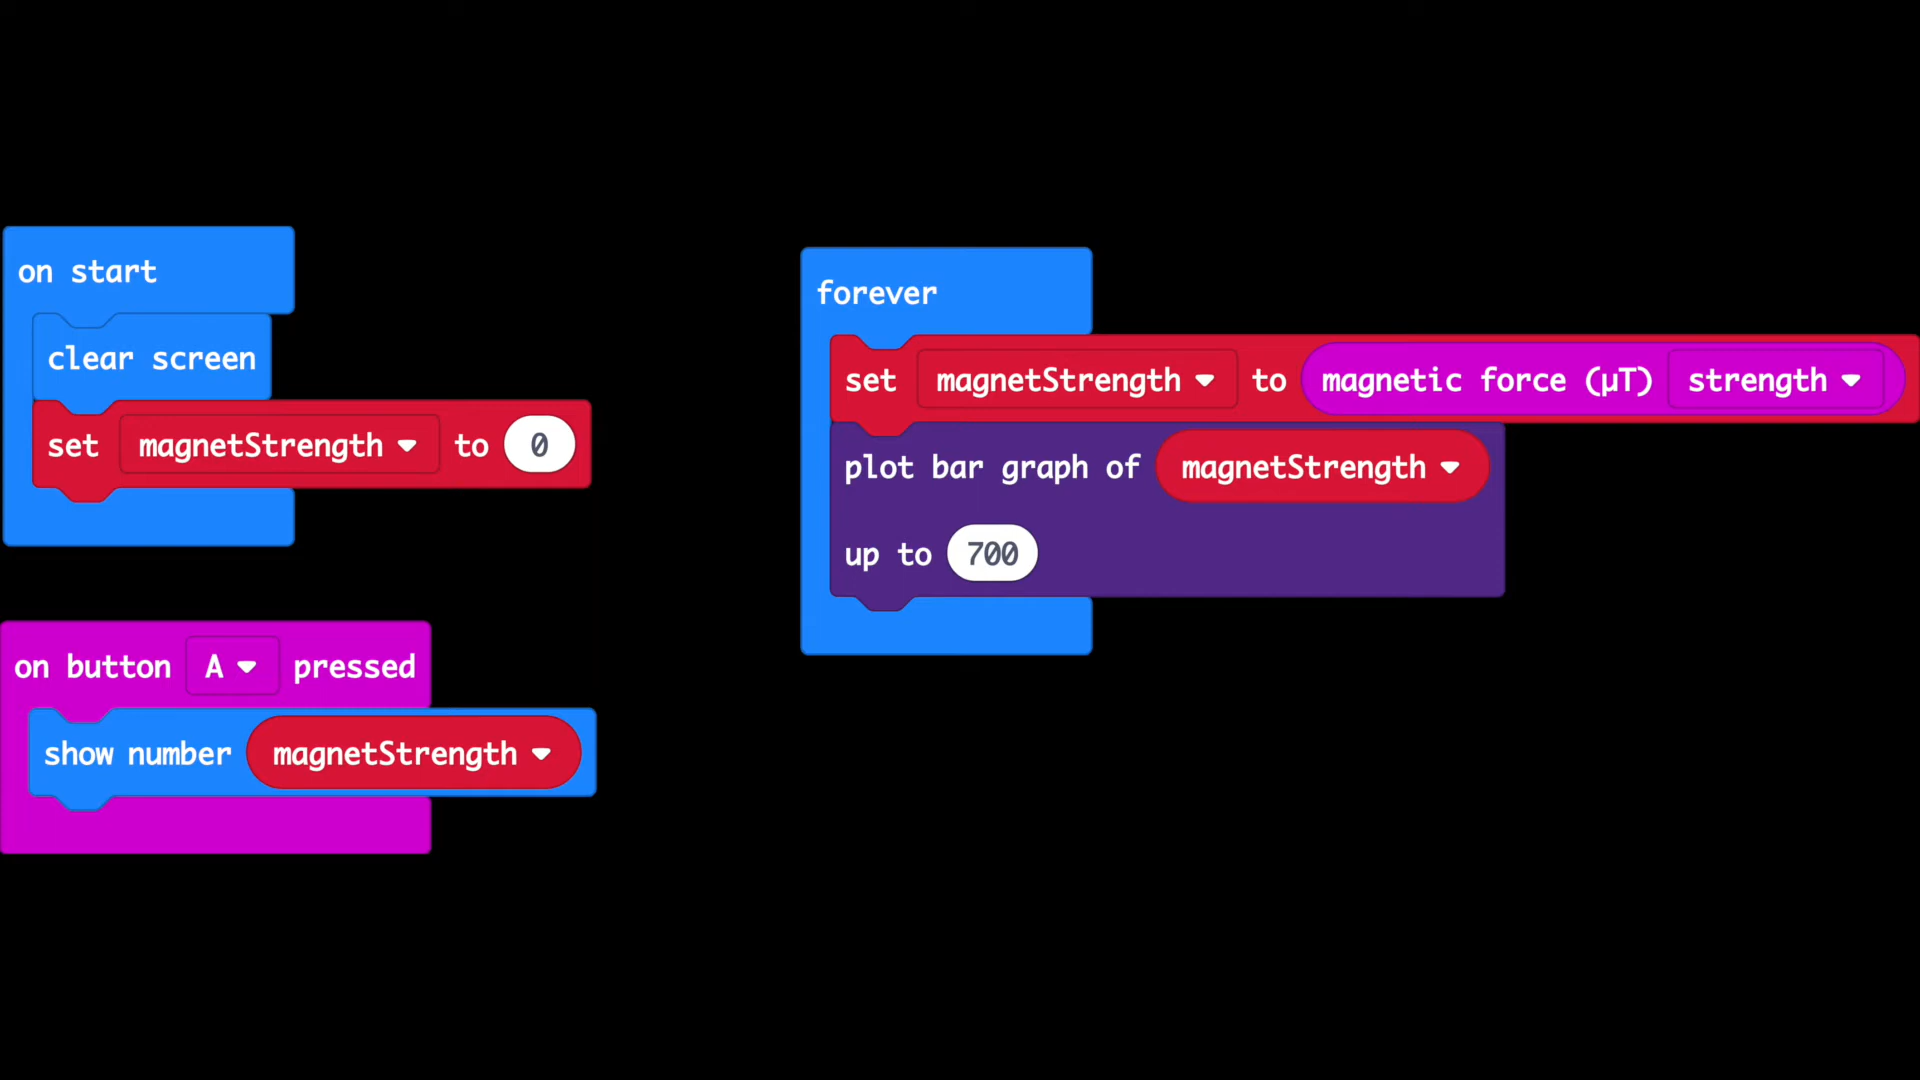 on start
clear screen
set magnetStrength to 0
on button A pressed
show number magnetStrength
forever
set magnetStrength to magnetic force (µT) strength
plot bar graph of magnetStrength
up to 700